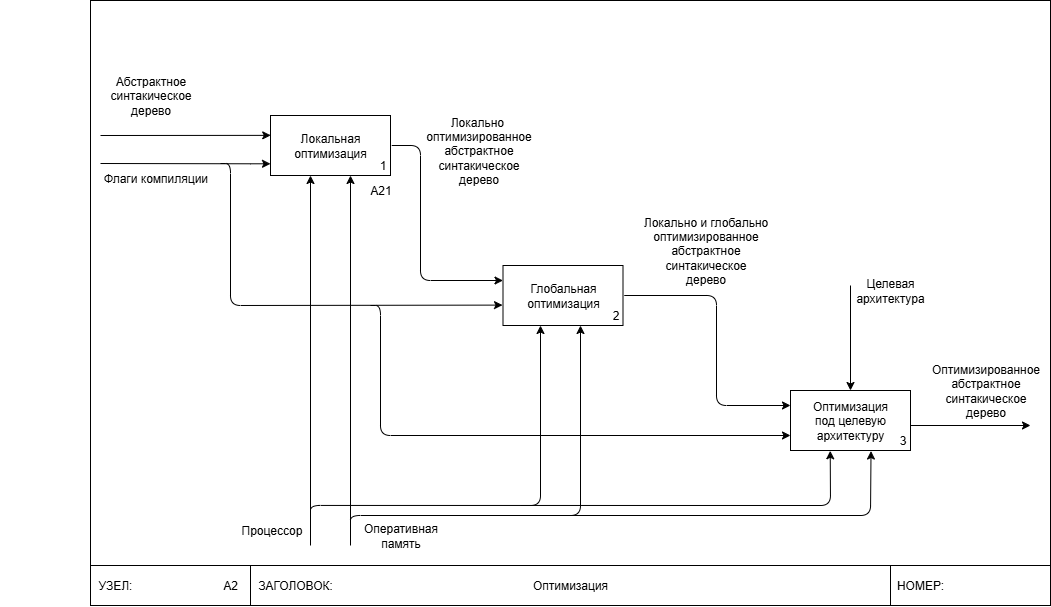 Абстрактное
синтакическое
дерево
Флаги компиляции
Локальная
оптимизация
1
A21
Локально
оптимизированное
абстрактное
синтакическое
дерево
Глобальная
оптимизация
2
Локально и глобально
оптимизированное
абстрактное
синтакическое
дерево
Целевая
архитектура
Оптимизация
под целевую
архитектуру
3
Оптимизированное
абстрактное
синтакическое
дерево
Процессор
Оперативная
память
УЗЕЛ: A2
ЗАГОЛОВОК: Оптимизация
НОМЕР: